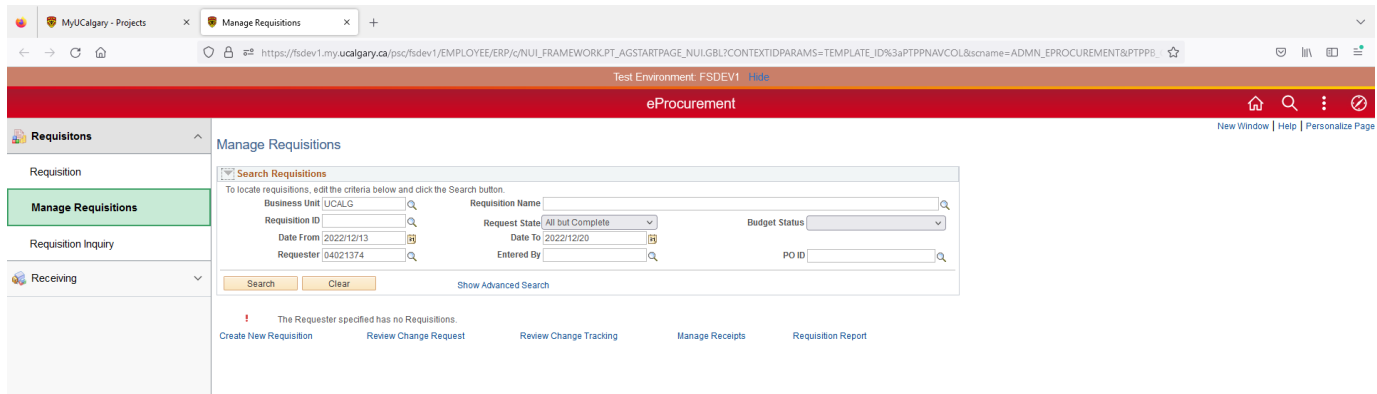 MyUCalgary - Projects
Manage Requisitions
https://fsdev1.my.ucalgary.ca/psc/fsdev1/EMPLOYEE/ERP/c/NUI_FRAMEWORK.PT_AGSTARTPAGE_NUI.GBL?CONTEXTIDPARAMS=TEMPLATE_ID%3aPTPPNAVCOL&scname=ADMN_EPROCUREMENT&PTPPB_
Test Environment: FSDEV1 Hide
eProcurement
New Window | Help | Personalize Page
Requisitons
Requisition
Manage Requisitions
Requisition Inquiry
Receiving
Manage Requisitions
Search Requisitions
To locate requisitions, edit the criteria below and click the Search button.
Business Unit UCALG Requisition Name
Requisition ID Request State All but Complete Budget Status
Date From 2022/12/13 Date To 2022/12/20
Requester 04021374 Entered By PO ID
Search Clear Show Advanced Search
! The Requester specified has no Requisitions.
Create New Requisition Review Change Request Review Change Tracking Manage Receipts Requisition Report